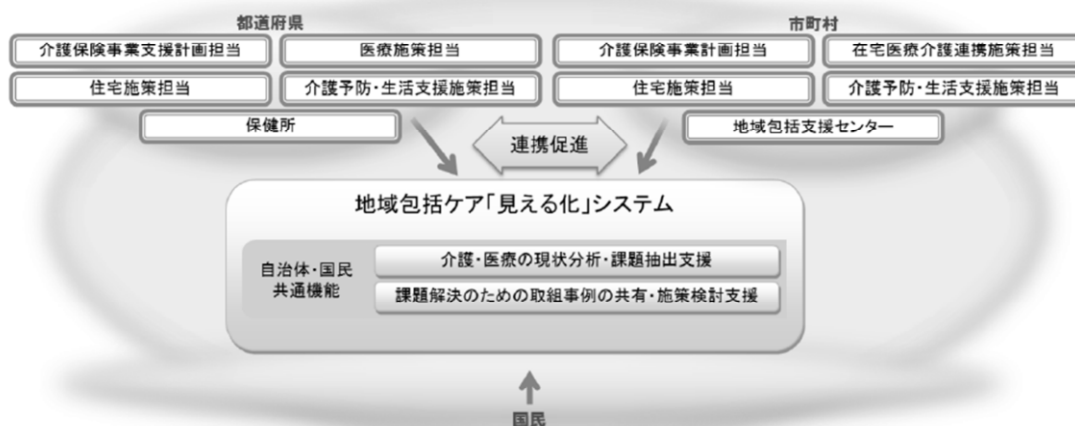 都道府県
市町村
介護保険事業支援計画担当
医療施策担当
介護保険事業計画担当
在宅医療介護連携施策担当
住宅施策担当
介護予防・生活支援施策担当
住宅施策担当
介護予防・生活支援施策担当
保健所
地域包括支援センター
連携促進
地域包括ケア「見える化」システム
自治体・国民
共通機能
介護・医療の現状分析・課題抽出支援
課題解決のための取組事例の共有・施策検討支援
国民